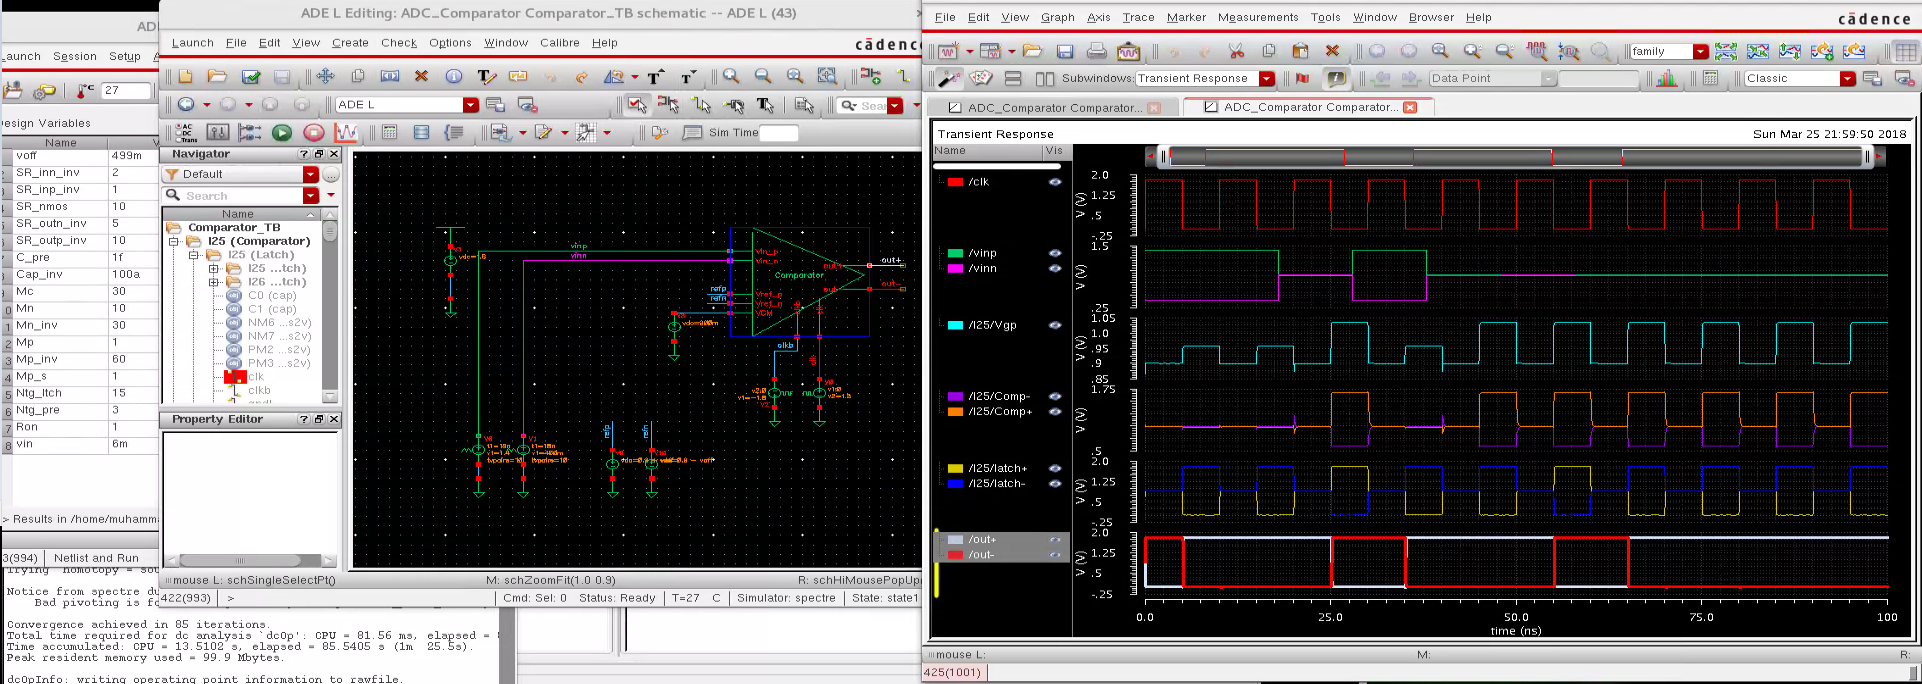 ADE L Editing: ADC_Comparator Comparator_TB schematic -- ADE L (43)
Launch File Edit View Create Check Options Window Calibre Help
cādence
ADE L
Sim Time
AC
DC
Trans
Session Setup
27
esign Variables
Name
voff 499m
SR_inn_inv 2
SR_inp_inv 1
SR_nmos 10
SR_outn_inv 5
SR_outp_inv 10
C_pre 1f
Cap_inv 100a
Mc 30
Mn 10
Mn_inv 30
Mp 1
Mp_inv 60
Mp_s 1
Ntg_ltch 15
Ntg_pre 3
Ron 1
vin 6m
> Results in /home/muhamma
3(994) Netlist and Run
Notice from spectre du
Bad pivoting is fo
Convergence achieved in 85 iterations.
Total time required for dc analysis `dcOp': CPU = 81.56 ms, elapsed =
Time accumulated: CPU = 13.5102 s, elapsed = 85.5405 s (1m 25.5s).
Peak resident memory used = 99.9 Mbytes.
dcOpInfo: writing operating point information to rawfile.
Navigator
Default
Search
Name
Comparator_TB
I25 (Comparator)
I25 (Latch)
I25 ...tch)
I26 ...tch)
C0 (cap)
C1 (cap)
NM6 ...s2v)
NM7 ...s2v)
PM2 ...s2v)
PM3 ...s2v)
clk
clkb
Property Editor
vinp
vinn
Comparator
out+
out-
refp
refn
VCM
clkb
clk
refp
refn
mouse L: schSingleSelectPt() M: schZoomFit(1.0 0.9) R: schHiMousePopUp
422(993) > Cmd: Sel: 0 Status: Ready T=27 C Simulator: spectre State: state1
File Edit View Graph Axis Trace Marker Measurements Tools Window Browser Help
cādence
family
Subwindows: Transient Response
Data Point
Classic
ADC_Comparator Comparator...
ADC_Comparator Comparator...
Transient Response Sun Mar 25 21:59:50 2018
Name Vis
/clk
/vinp
/vinn
/I25/Vgp
/I25/Comp-
/I25/Comp+
/I25/latch+
/I25/latch-
/out+
/out-
2.0
1.25
.5
-.25
V (V)
1.5
.25
V (V)
1.05
1.0
.95
.9
.85
V (V)
1.75
.5
V (V)
2.0
1.25
.5
-.25
V (V)
2.0
1.25
.5
-.25
V (V)
0.0 25.0 50.0 75.0 100
time (ns)
mouse L: M: R:
425(1001)